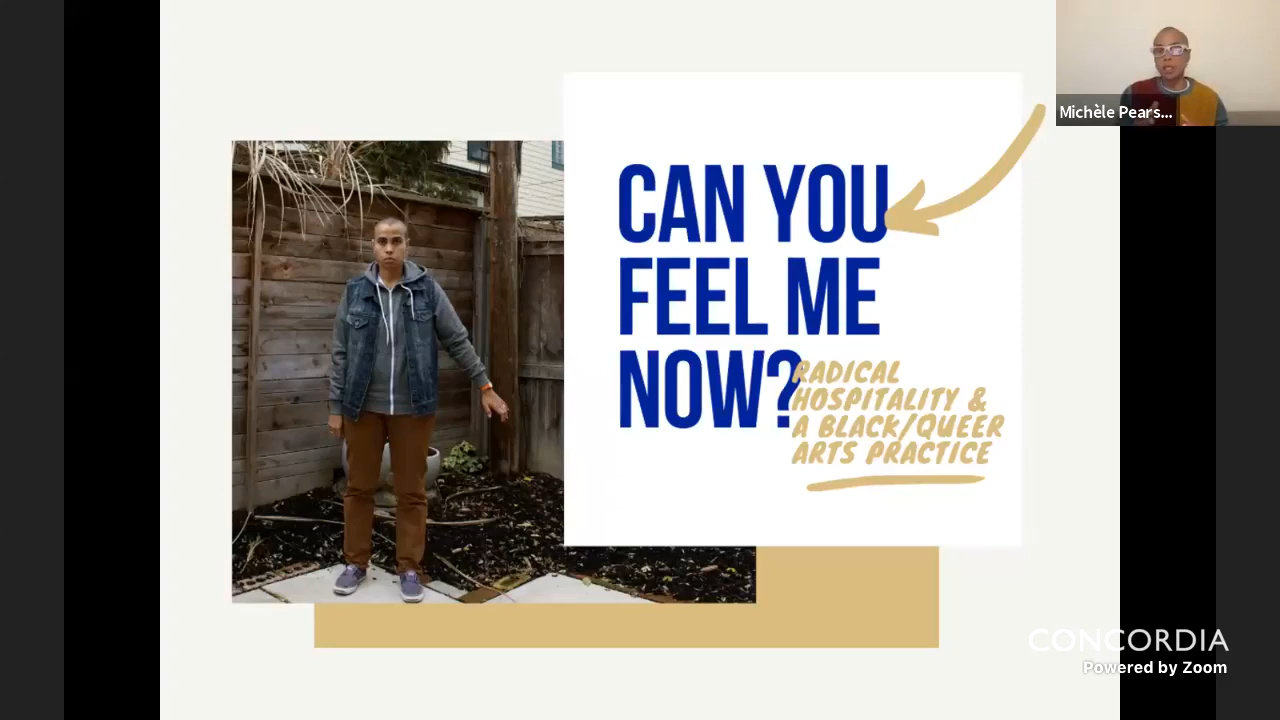 CAN YOU
FEEL ME
NOW?
RADICAL
HOSPITALITY &
A BLACK/QUEER
ARTS PRACTICE
Michèle Pears...
CONCORDIA
Powered by Zoom